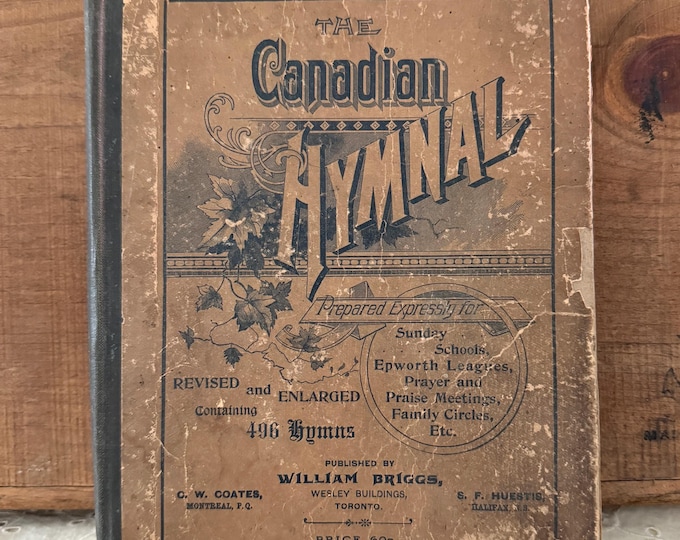 THE
Canadian
HYMNAL
Prepared Expressly for
Sunday
Schools,
Epworth Leagues,
Prayer and
Praise Meetings,
Family Circles,
Etc.
REVISED and ENLARGED
Containing
496 Hymns
PUBLISHED BY
WILLIAM BRIGGS,
WESLEY BUILDINGS,
TORONTO.
C. W. COATES,
MONTREAL, P.Q.
S. F. HUESTIS,
HALIFAX, N.S.
PRICE